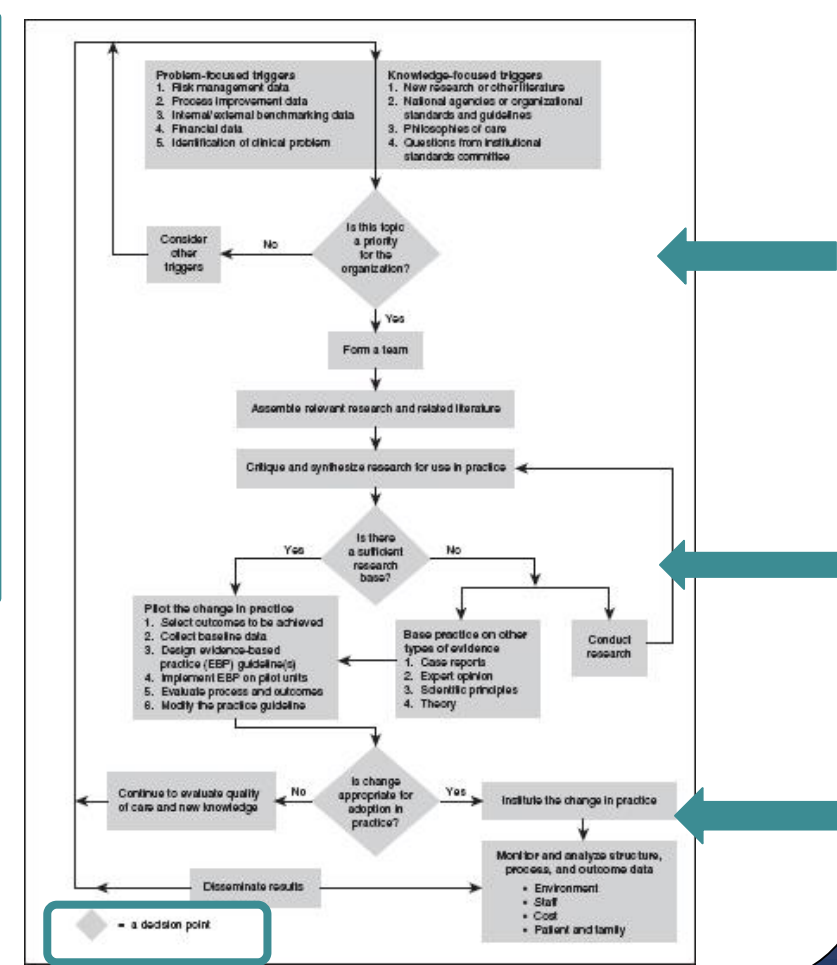 Problem-focused triggers
1. Risk management data
2. Process improvement data
3. Internal/external benchmarking data
4. Financial data
5. Identification of clinical problem
Knowledge-focused triggers
1. New research or other literature
2. National agencies or organizational
standards and guidelines
3. Philosophies of care
4. Questions from institutional
standards committee
Is this topic
a priority
for the
organization?
No
Consider
other
triggers
Yes
Form a team
Assemble relevant research and related literature
Critique and synthesize research for use in practice
Is there
a sufficient
research
base?
Yes
No
Pilot the change in practice
1. Select outcomes to be achieved
2. Collect baseline data
3. Design evidence-based
practice (EBP) guideline(s)
4. Implement EBP on pilot units
5. Evaluate process and outcomes
6. Modify the practice guideline
Base practice on other
types of evidence
1. Case reports
2. Expert opinion
3. Scientific principles
4. Theory
Conduct
research
Is change
appropriate for
adoption in
practice?
No
Continue to evaluate quality
of care and new knowledge
Yes
Institute the change in practice
Monitor and analyze structure,
process, and outcome data
• Environment
• Staff
• Cost
• Patient and family
Disseminate results
= a decision point